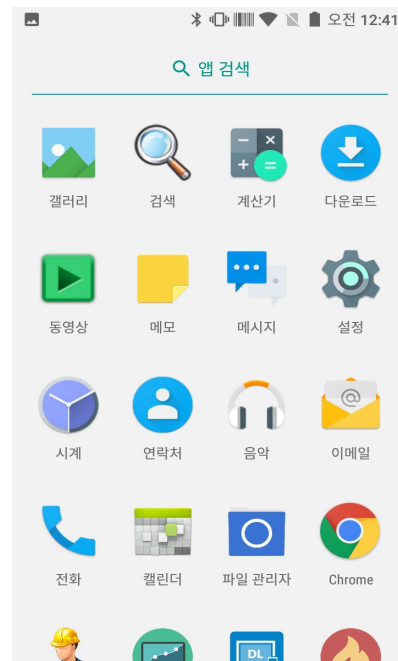 오전 12:41
앱 검색
갤러리 검색 계산기 다운로드
동영상 메모 메시지 설정
시계 연락처 음악 이메일
전화 캘린더 파일 관리자 Chrome
DL